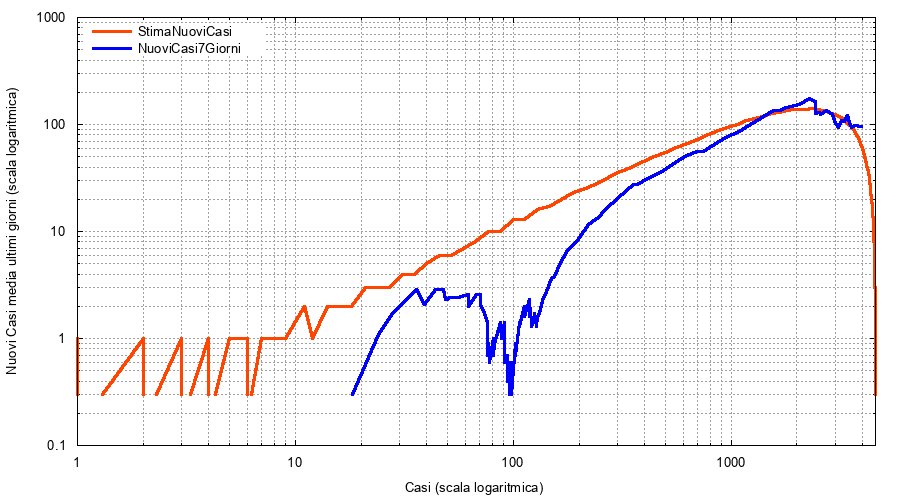 1000
StimaNuoviCasi
NuoviCasi7Giorni
100
10
1
0.1
Nuovi Casi media ultimi giorni (scala logaritmica)
1 10 100 1000
Casi (scala logaritmica)